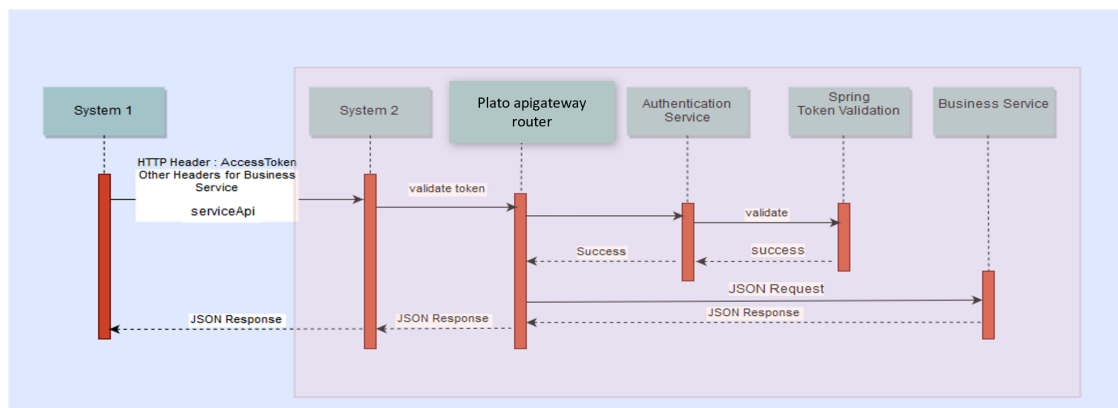 System 1
System 2
Plato apigateway
router
Authentication
Service
Spring
Token Validation
Business Service
HTTP Header : AccessToken
Other Headers for Business
Service
serviceApi
validate token
validate
Success
success
JSON Request
JSON Response
JSON Response
JSON Response